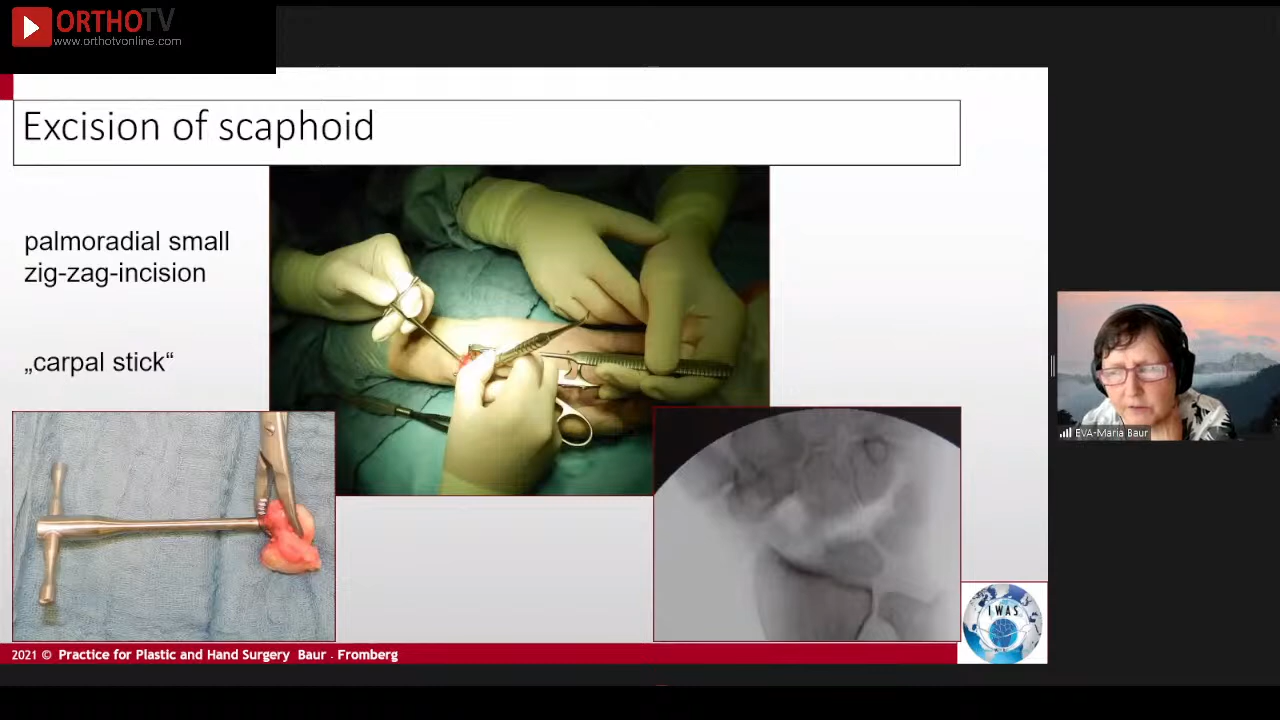 ORTHOTV
www.orthotvonline.com
Excision of scaphoid
palmoradial small
zig-zag-incision
„carpal stick“
EVA-Maria Baur
IWAS
2021 © Practice for Plastic and Hand Surgery Baur - Fromberg